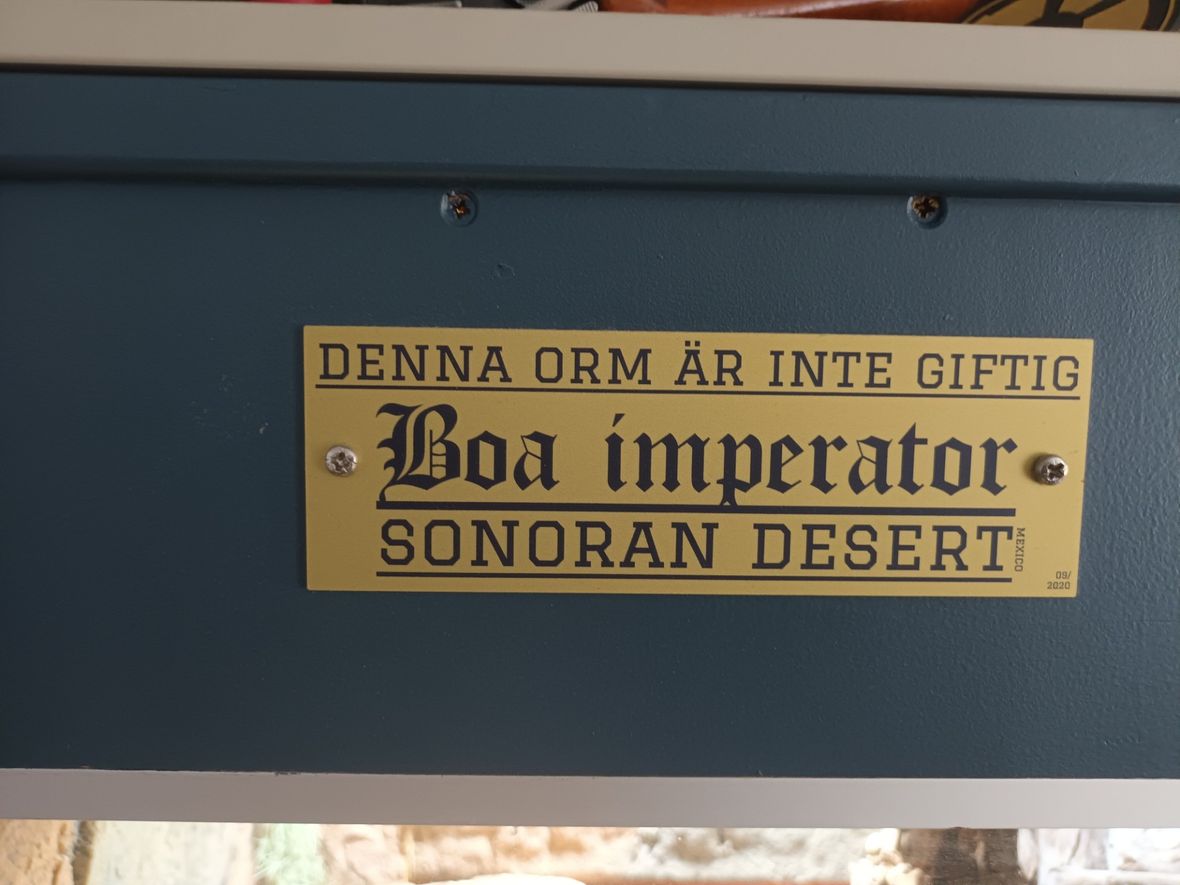 DENNA ORM ÄR INTE GIFTIG
Boa imperator
SONORAN DESERT
MEXICO
09/
2020